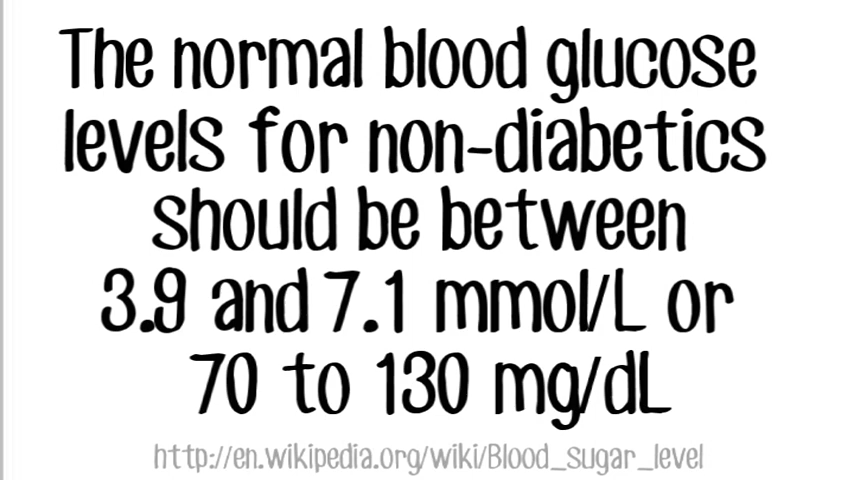 The normal blood glucose
levels for non-diabetics
should be between
3.9 and 7.1 mmol/L or
70 to 130 mg/dL
http://en.wikipedia.org/wiki/Blood_sugar_level